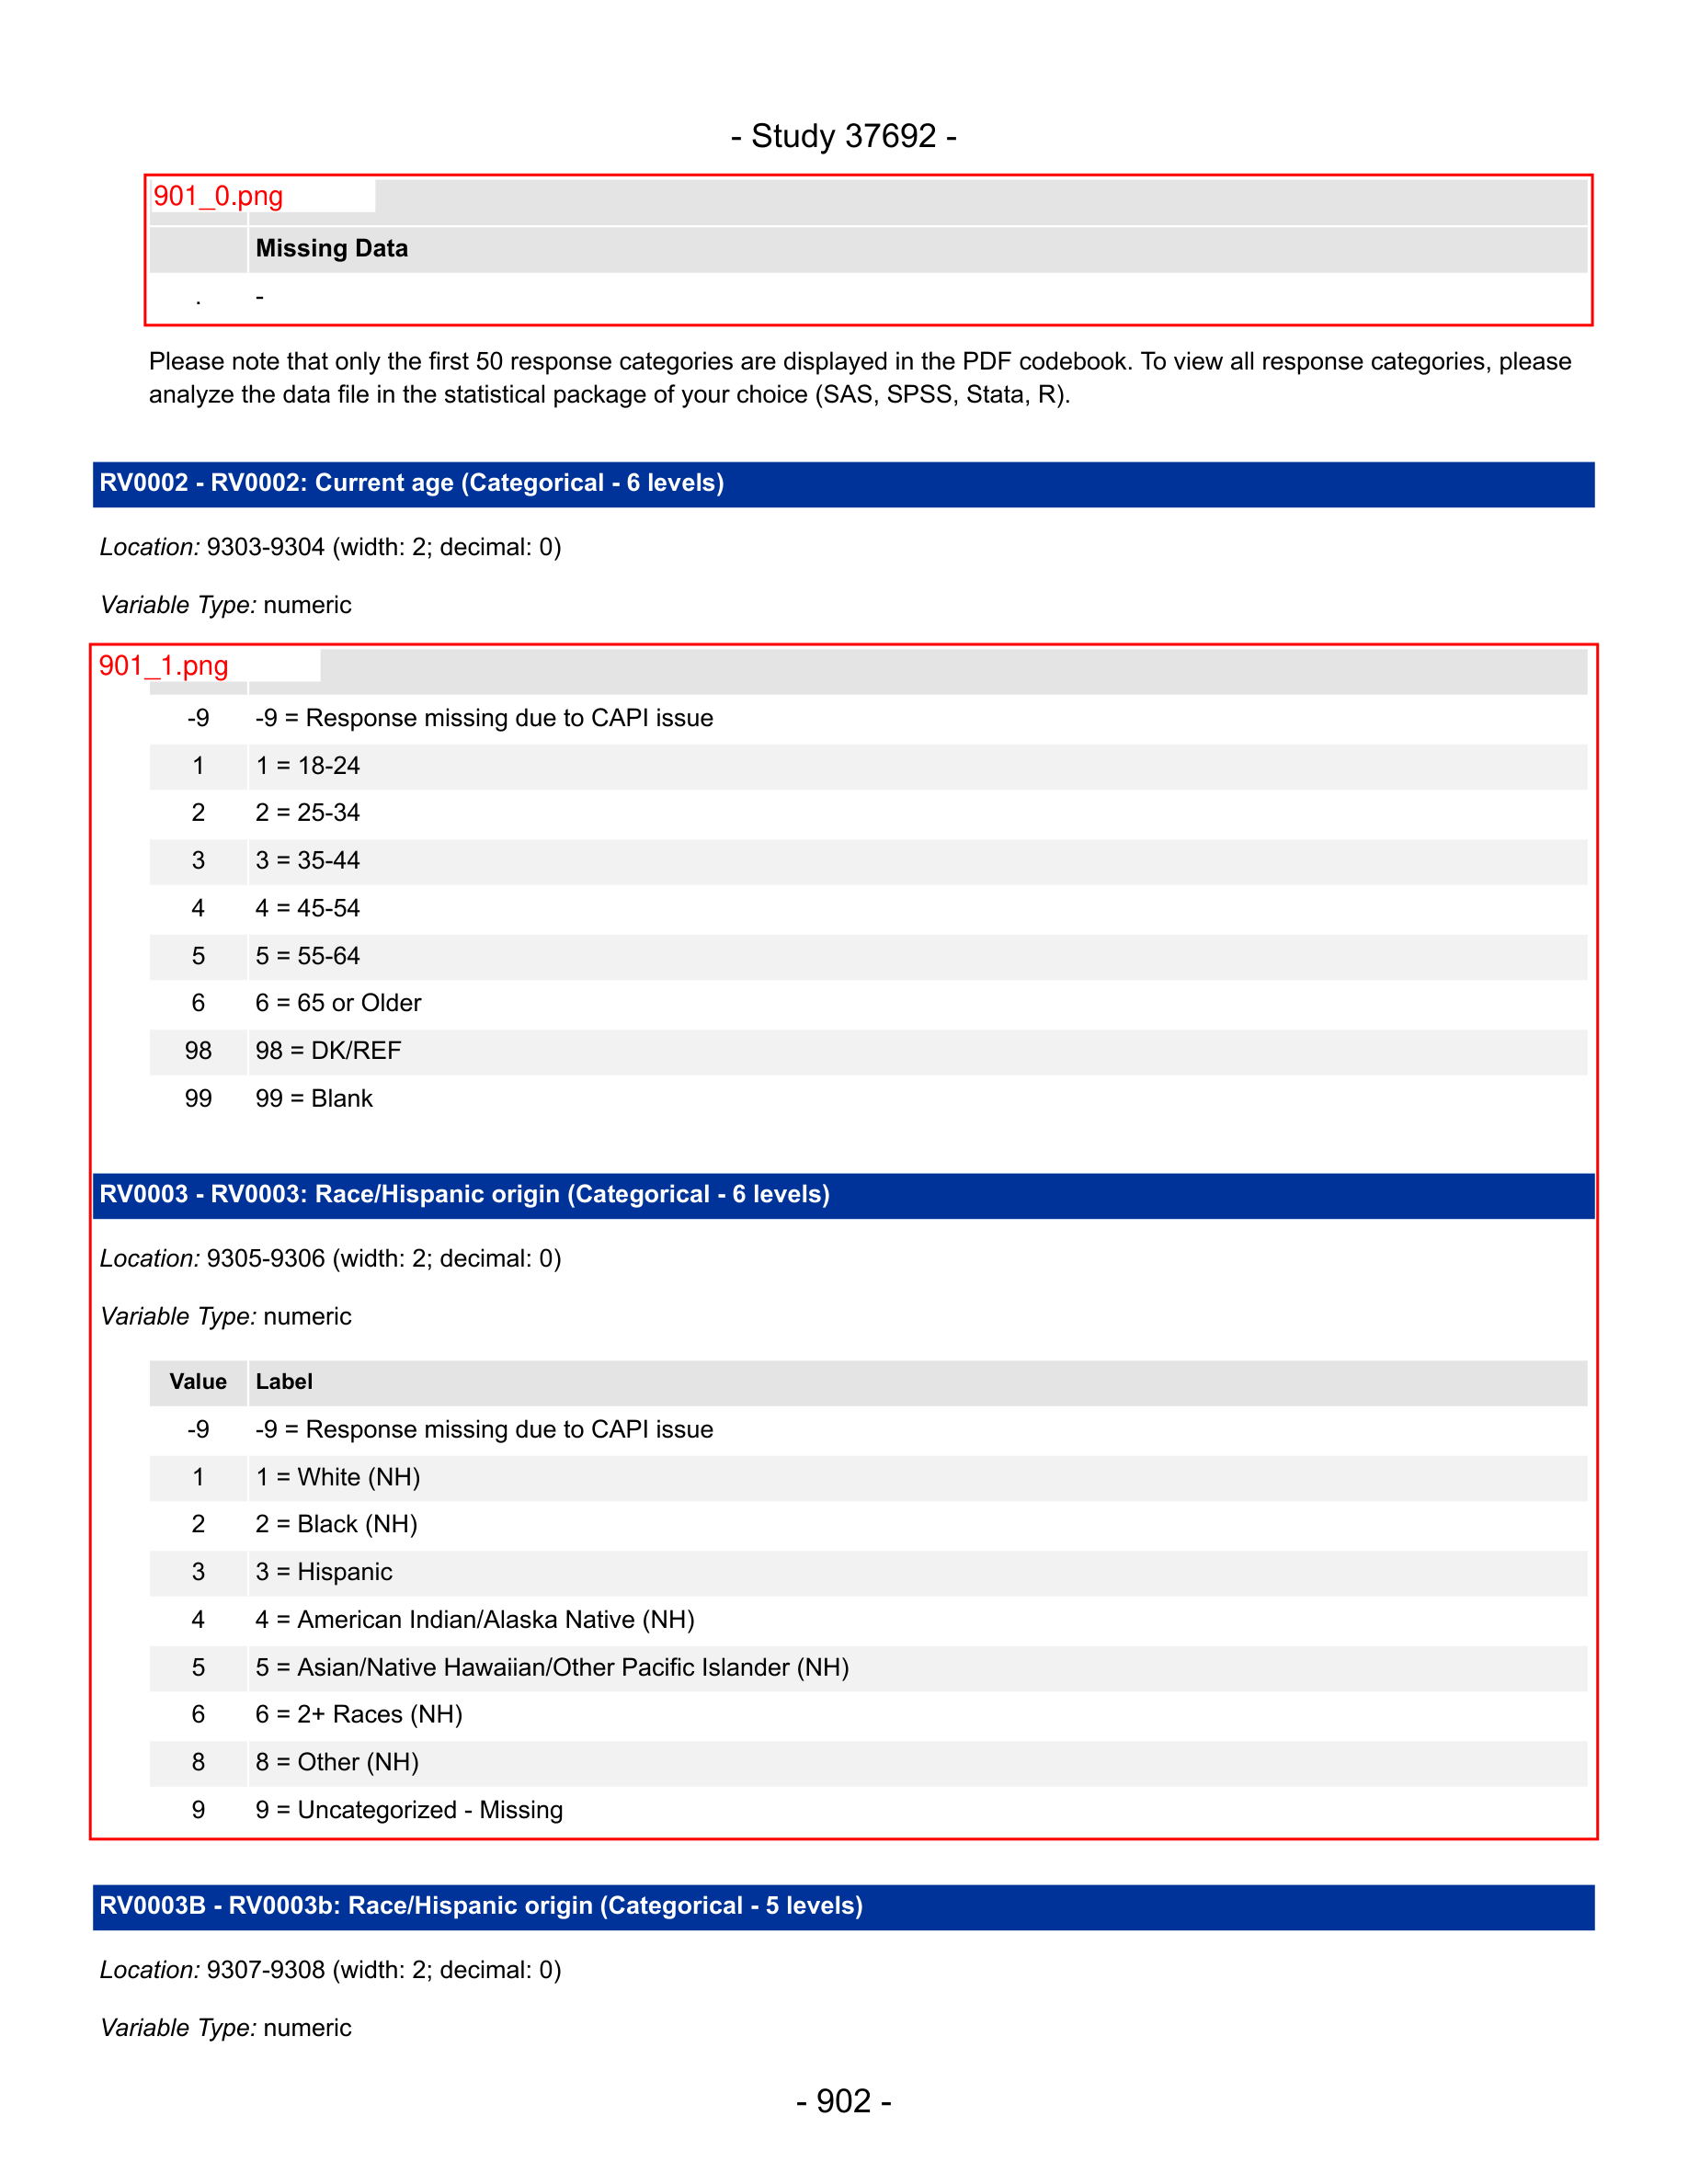 - Study 37692 -
901_0.png
Missing Data
. -
Please note that only the first 50 response categories are displayed in the PDF codebook. To view all response categories, please
analyze the data file in the statistical package of your choice (SAS, SPSS, Stata, R).
RV0002 - RV0002: Current age (Categorical - 6 levels)
Location: 9303-9304 (width: 2; decimal: 0)
Variable Type: numeric
901_1.png
-9 -9 = Response missing due to CAPI issue
1 1 = 18-24
2 2 = 25-34
3 3 = 35-44
4 4 = 45-54
5 5 = 55-64
6 6 = 65 or Older
98 98 = DK/REF
99 99 = Blank
RV0003 - RV0003: Race/Hispanic origin (Categorical - 6 levels)
Location: 9305-9306 (width: 2; decimal: 0)
Variable Type: numeric
Value Label
-9 -9 = Response missing due to CAPI issue
1 1 = White (NH)
2 2 = Black (NH)
3 3 = Hispanic
4 4 = American Indian/Alaska Native (NH)
5 5 = Asian/Native Hawaiian/Other Pacific Islander (NH)
6 6 = 2+ Races (NH)
8 8 = Other (NH)
9 9 = Uncategorized - Missing
RV0003B - RV0003b: Race/Hispanic origin (Categorical - 5 levels)
Location: 9307-9308 (width: 2; decimal: 0)
Variable Type: numeric
- 902 -